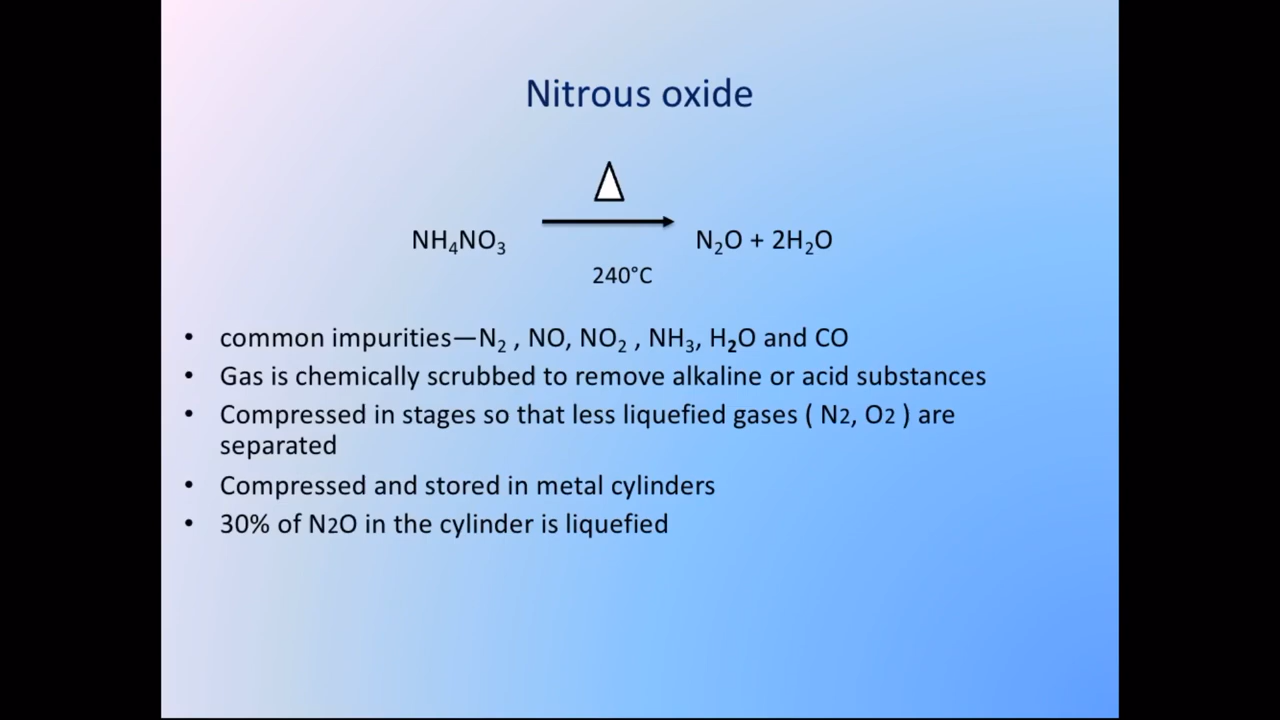 Nitrous oxide
Δ
NH₄NO₃ → N₂O + 2H₂O
240°C
• common impurities—N₂ , NO, NO₂ , NH₃, H₂O and CO
• Gas is chemically scrubbed to remove alkaline or acid substances
• Compressed in stages so that less liquefied gases ( N2, O2 ) are
separated
• Compressed and stored in metal cylinders
• 30% of N2O in the cylinder is liquefied